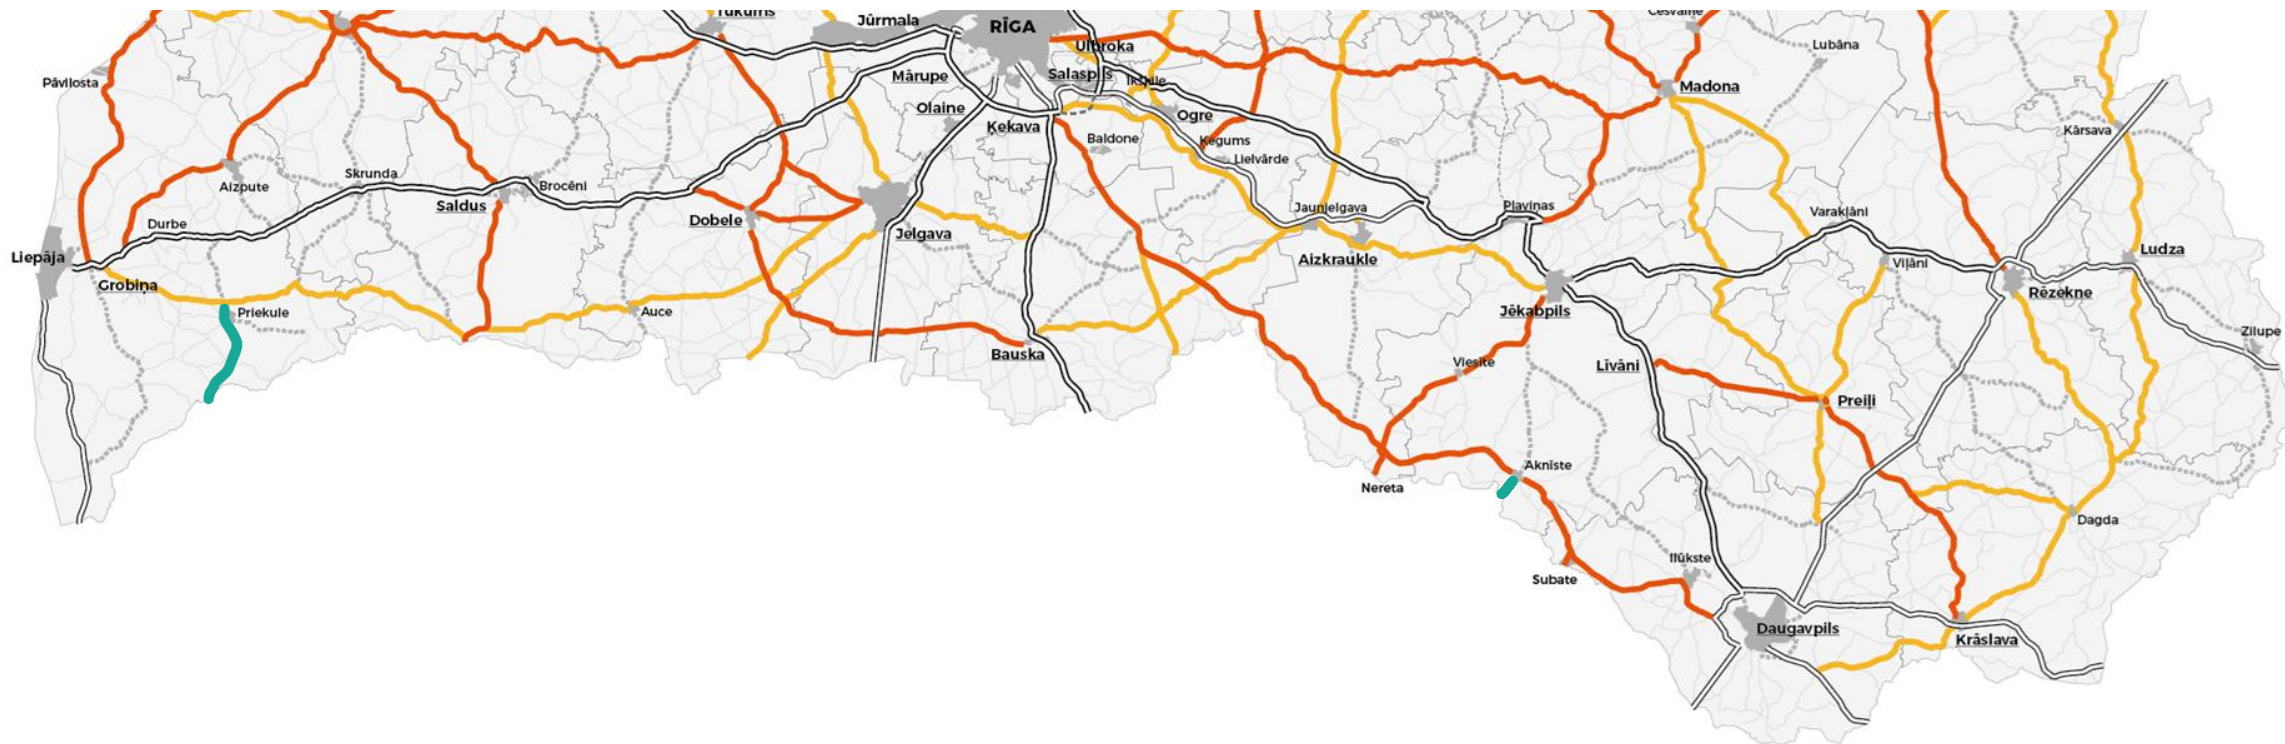 Tukums
Jūrmala
RĪGA
Cesvaine
Ulbroka
Lubāna
Pāvilosta
Mārupe
Salaspils
Ikšķile
Madona
Olaine
Ogre
Ķekava
Baldone
Ķegums
Kārsava
Lielvārde
Skrunda
Aizpute
Brocēni
Saldus
Jaunjelgava
Pļaviņas
Varakļāni
Durbe
Dobele
Jelgava
Liepāja
Aizkraukle
Viļāni
Ludza
Grobiņa
Rēzekne
Priekule
Auce
Jēkabpils
Zilupe
Bauska
Viesīte
Līvāni
Preiļi
Akniste
Nereta
Dagda
Ilūkste
Subate
Daugavpils
Krāslava